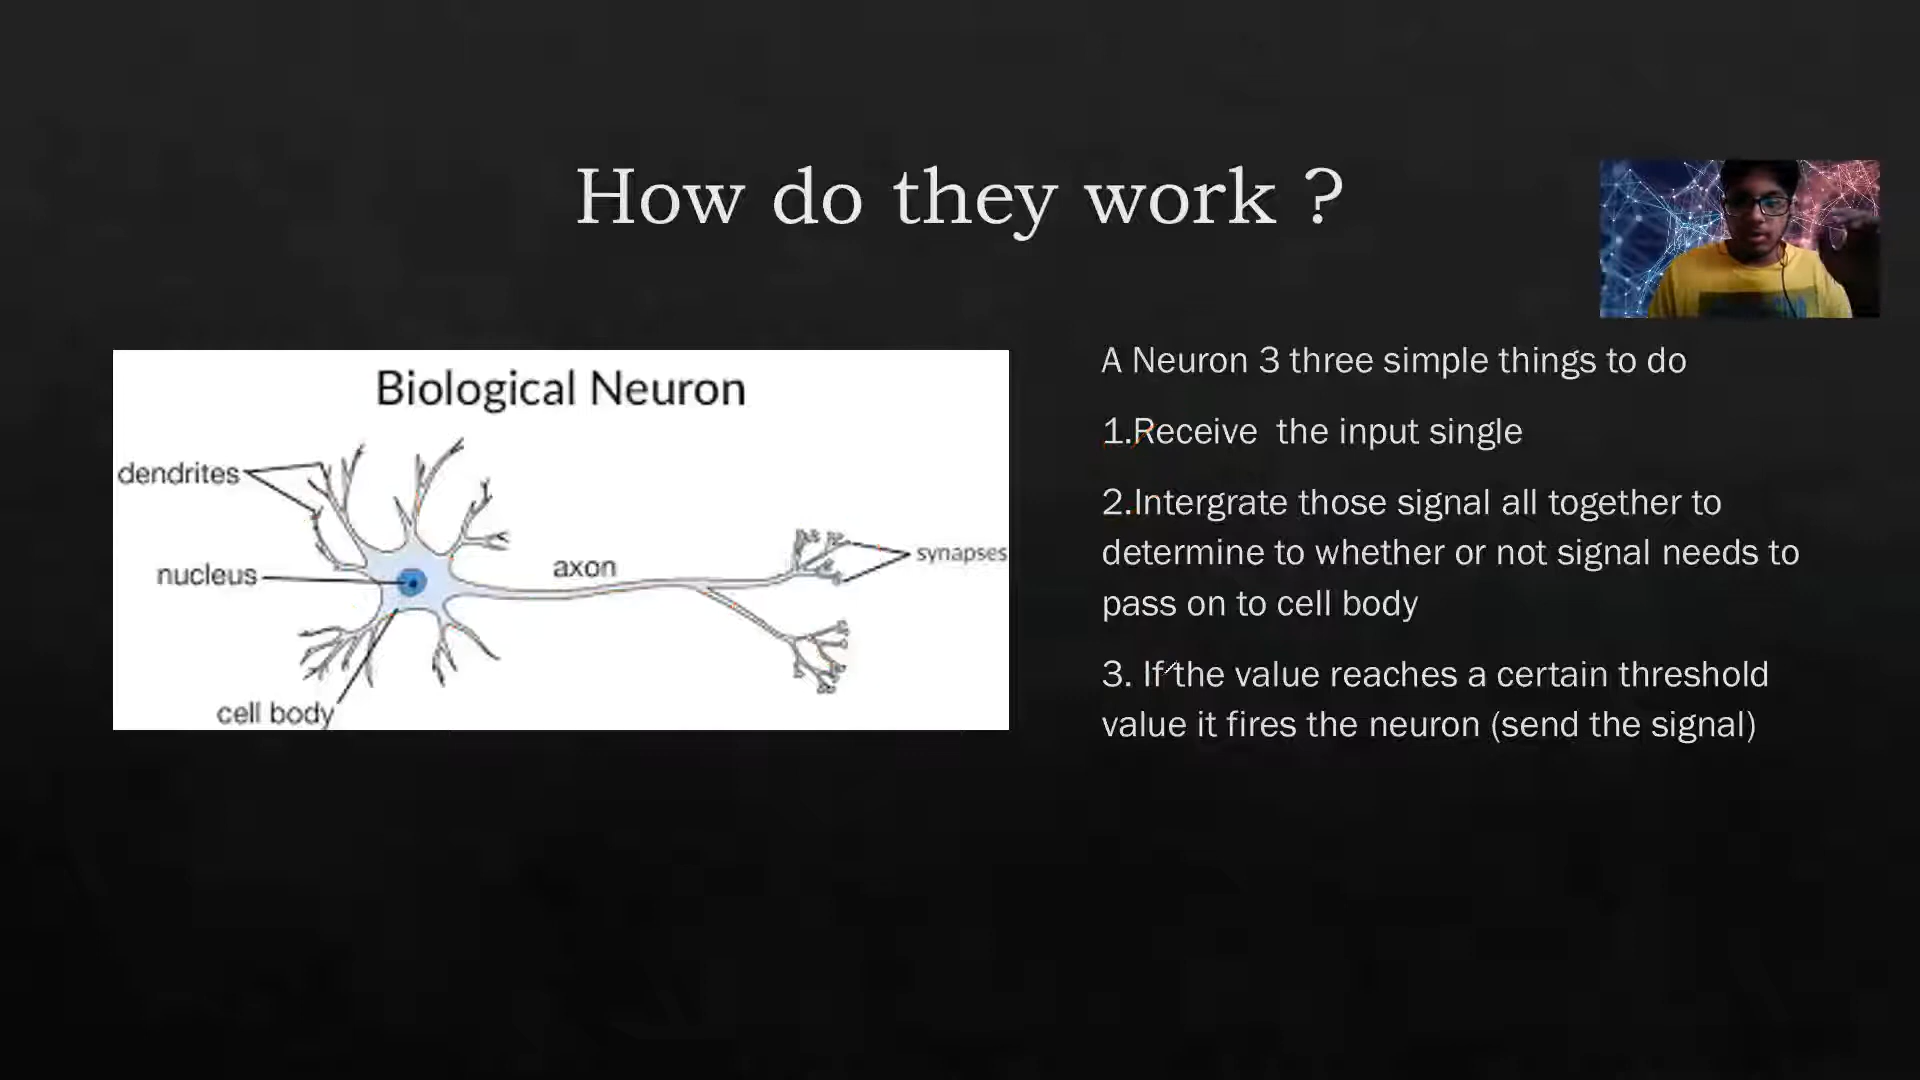 How do they work ?
Biological Neuron
dendrites
nucleus
axon
synapses
cell body
A Neuron 3 three simple things to do
1.Receive  the input single
2.Intergrate those signal all together to
determine to whether or not signal needs to
pass on to cell body
3. If the value reaches a certain threshold
value it fires the neuron (send the signal)